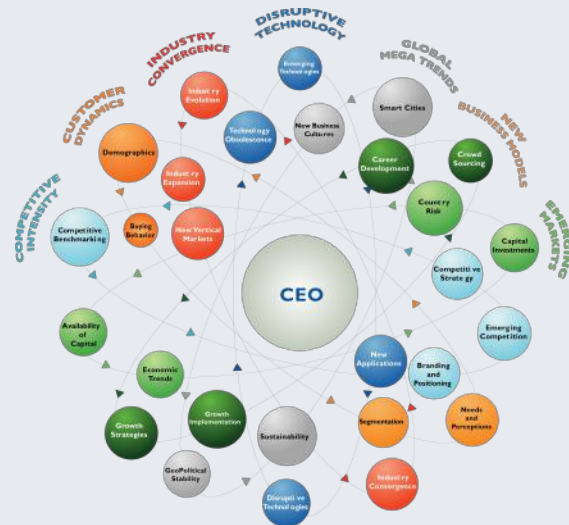 DISRUPTIVE
TECHNOLOGY
INDUSTRY
CONVERGENCE
GLOBAL
MEGA TRENDS
CUSTOMER
DYNAMICS
NEW
BUSINESS MODELS
COMPETITIVE
INTENSITY
EMERGING
MARKETS
Emerging
Technologies
Industry
Evolution
Technology
Obsolescence
New Business
Cultures
Smart Cities
Demographics
Industry
Expansion
Career
Development
Crowd
Sourcing
Competitive
Benchmarking
Buying
Behavior
New Vertical
Markets
Country
Risk
Capital
Investments
Competitive
Strategy
CEO
Availability
of
Capital
Emerging
Competition
Economic
Trends
New
Applications
Branding
and
Positioning
Growth
Strategies
Growth
Implementation
Sustainability
Segmentation
Needs
and
Perceptions
GeoPolitical
Stability
Disruptive
Technologies
Industry
Convergence